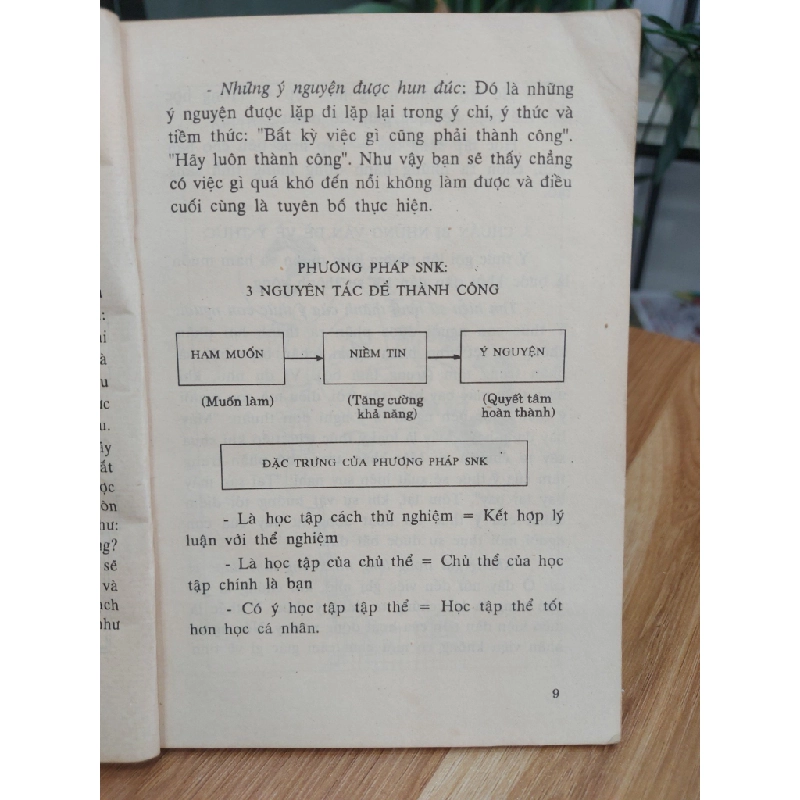 - Những ý nguyện được hun đúc: Đó là những
ý nguyện được lặp đi lặp lại trong ý chí, ý thức và
tiềm thức: "Bất kỳ việc gì cũng phải thành công".
"Hãy luôn thành công". Như vậy bạn sẽ thấy chẳng
có việc gì quá khó đến nổi không làm được và điều
cuối cùng là tuyên bố thực hiện.
PHƯƠNG PHÁP SNK:
3 NGUYÊN TẮC ĐỂ THÀNH CÔNG
HAM MUỐN
NIỀM TIN
Ý NGUYỆN
(Muốn làm)
(Tăng cường
khả năng)
(Quyết tâm
hoàn thành)
ĐẶC TRƯNG CỦA PHƯƠNG PHÁP SNK
- Là học tập cách thử nghiệm = Kết hợp lý
luận với thể nghiệm
- Là học tập của chủ thể = Chủ thể của học
tập chính là bạn
- Có ý học tập tập thể = Học tập thể tốt
hơn học cá nhân.
9